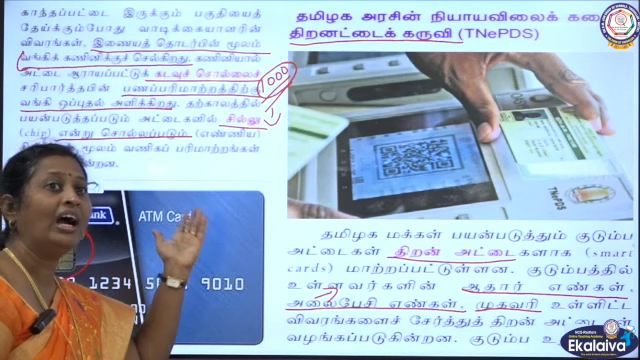 காந்தப்பட்டை இருக்கும் பகுதியைத்
தேய்க்கும்போது வாடிக்கையாளரின்
விவரங்கள், இணையத் தொடர்பின் மூலம்
வங்கிக் கணினிக்குச் செல்கிறது. கணினியால்
அட்டை ஆராயப்பட்டுக் கடவுச் சொல்லைச்
சரிபார்த்தபின் பணப்பரிமாற்றத்திற்கு
வங்கி ஒப்புதல் அளிக்கிறது. தற்காலத்தில்
பயன்படுத்தப்படும் அட்டைகளில் சில்லு
(chip) என்று சொல்லப்படும் (எண்ணிய
மூலம் வணிகப் பரிமாற்றங்கள்
1000
ank
ATM Card
1234
9010
தமிழக அரசின் நியாயவிலைக்
திறனட்டைக் கருவி (TNePDS)
TNePDS
தமிழக மக்கள் பயன்படுத்தும் குடும்ப
அட்டைகள் திறன் அட்டைகளாக (smart
cards) மாற்றப்பட்டுள்ளன. குடும்பத்தில்
உள்ளவர்களின் ஆதார் எண்கள்,
அலைபேசி எண்கள், முகவரி உள்ளிட்ட
விவரங்களைச் சேர்த்துத் திறன்
வழங்கப்படுகின்றன. குடும்ப
Ekalaiva